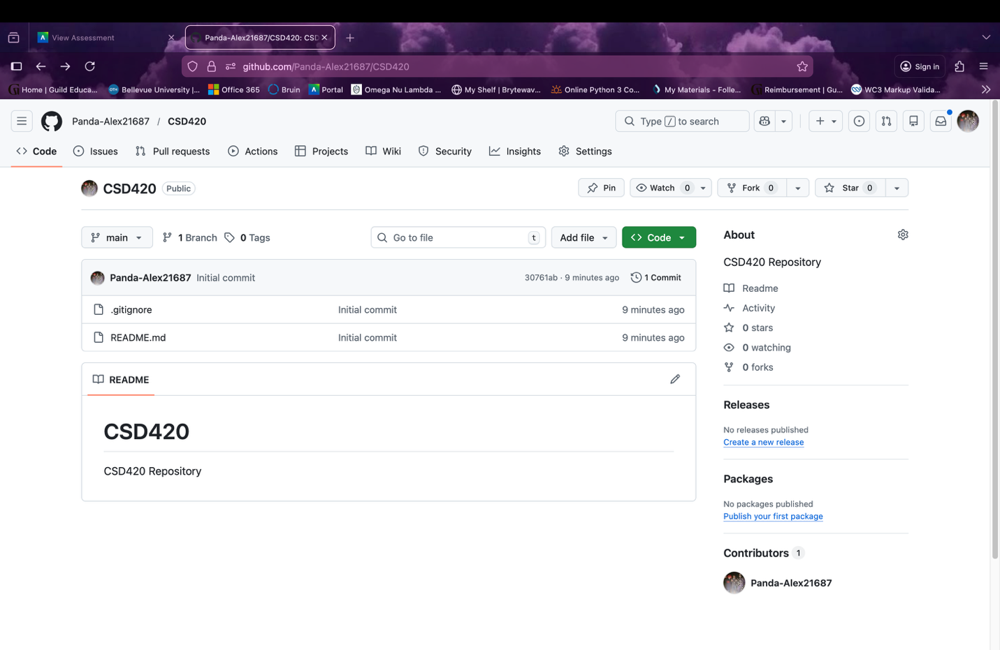 View Assessment
Panda-Alex21687/CSD420: CSD
github.com/Panda-Alex21687/CSD420
Sign in
Home | Guild Educa...
Bellevue University |...
Office 365
Bruin
Portal
Omega Nu Lambda ...
My Shelf | Brytewav...
Online Python 3 Co...
My Materials - Folle...
Reimbursement | Gu...
WC3 Markup Valida...
Panda-Alex21687 / CSD420
Type / to search
Code
Issues
Pull requests
Actions
Projects
Wiki
Security
Insights
Settings
CSD420 Public
Pin
Watch 0
Fork 0
Star 0
main
1 Branch
0 Tags
Go to file
t
Add file
Code
Panda-Alex21687 Initial commit
30761ab · 9 minutes ago
1 Commit
.gitignore
Initial commit
9 minutes ago
README.md
Initial commit
9 minutes ago
README
CSD420
CSD420 Repository
About
CSD420 Repository
Readme
Activity
0 stars
0 watching
0 forks
Releases
No releases published
Create a new release
Packages
No packages published
Publish your first package
Contributors 1
Panda-Alex21687